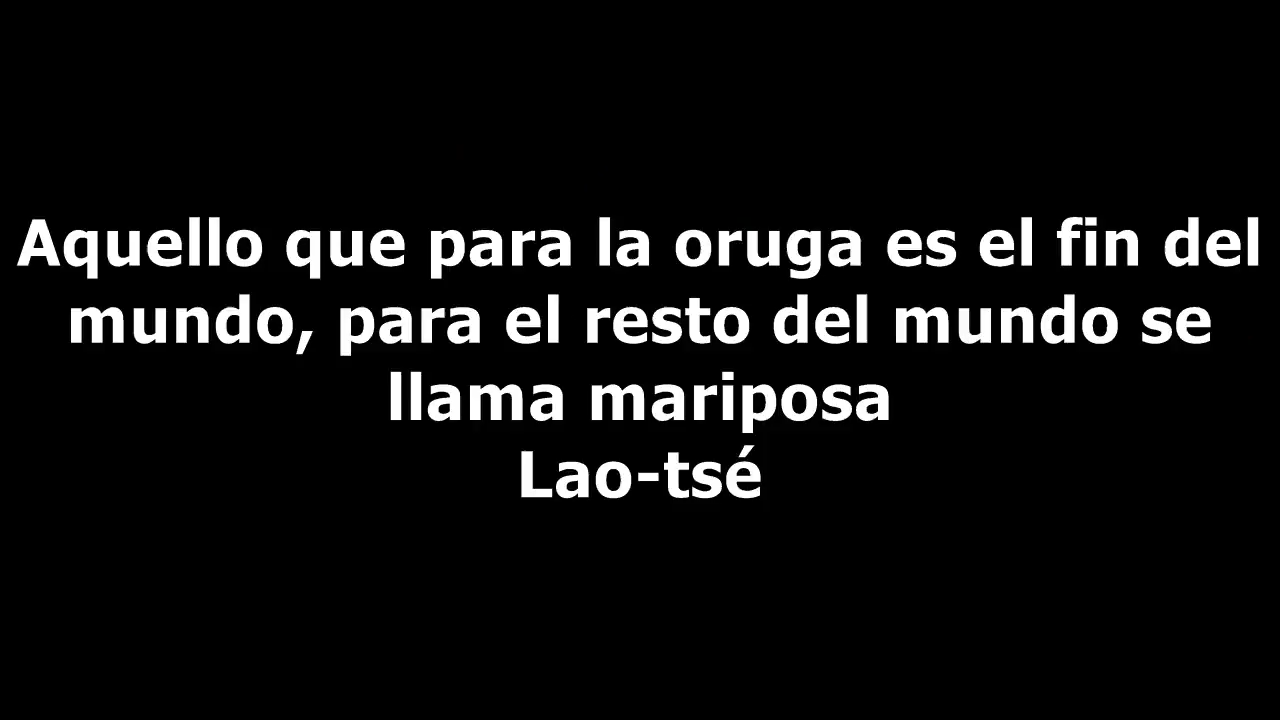 Aquello que para la oruga es el fin del
mundo, para el resto del mundo se
llama mariposa
Lao-tsé